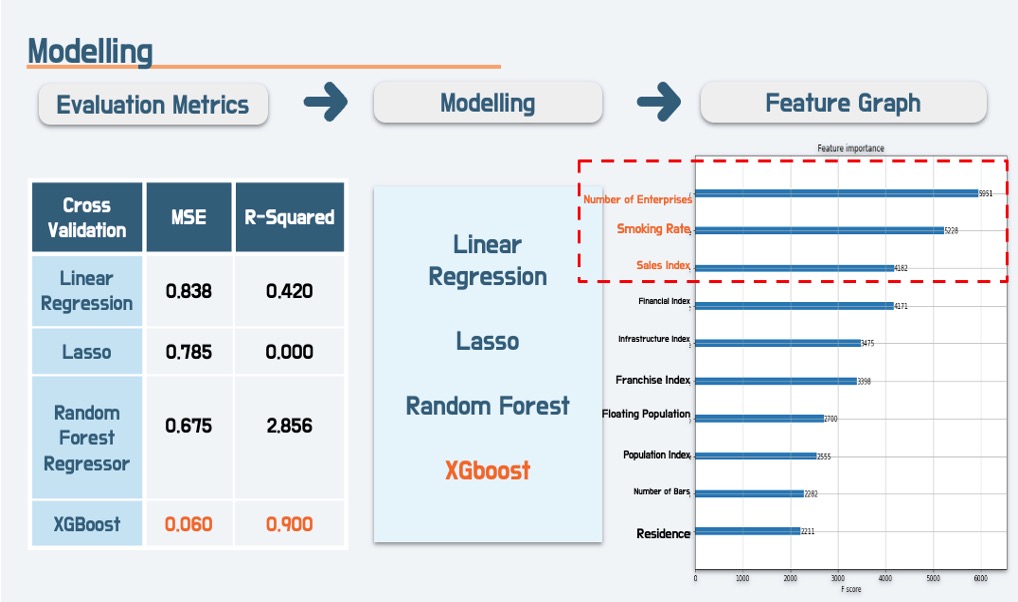 Modelling
Evaluation Metrics
Modelling
Feature Graph
Cross
Validation
MSE
R-Squared
Linear
Regression
0.838
0.420
Lasso
0.785
0.000
Random
Forest
Regressor
0.675
2.856
XGBoost
0.060
0.900
Linear
Regression
Lasso
Random Forest
XGboost
Feature importance
Number of Enterprises
5951
Smoking Rate
5228
Sales Index
4182
Financial Index
4171
Infrastructure Index
3475
Franchise Index
3398
Floating Population
2700
Population Index
2555
Number of Bars
2282
Residence
2211
0 1000 2000 3000 4000 5000 6000
F score